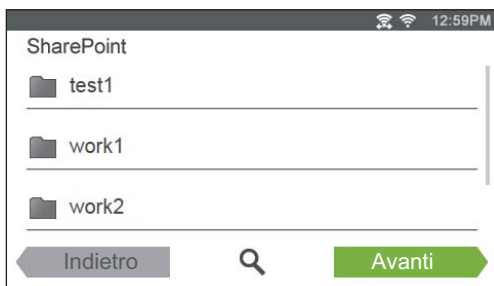 12:59PM
SharePoint
test1
work1
work2
Indietro
Avanti